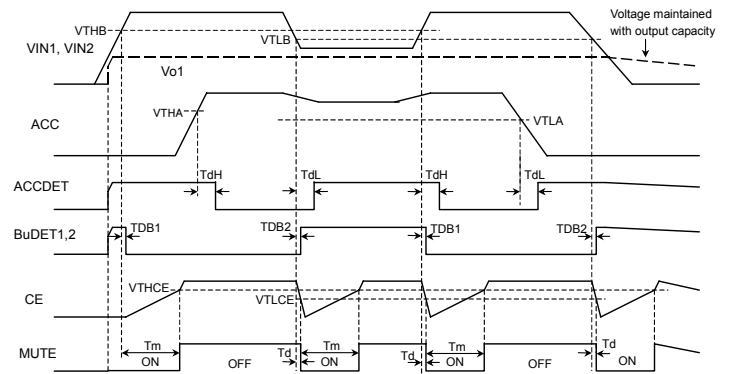 Voltage maintained
with output capacity
VTHB
VTLB
VIN1, VIN2
Vo1
VTHA
VTLA
ACC
TdH
TdL
TdH
TdL
ACCDET
BuDET1,2
TDB1
TDB2
TDB1
TDB2
VTHCE
VTLCE
CE
MUTE
Tm
ON
OFF
Td
Tm
ON
Td
Tm
ON
OFF
Td
ON